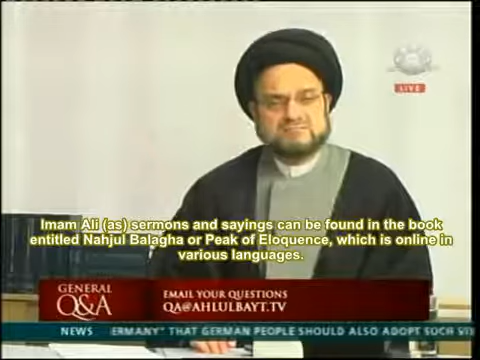 LIVE
Imam Ali (as) sermons and sayings can be found in the book
entitled Nahjul Balagha or Peak of Eloquence, which is online in
various languages.
GENERAL
Q&A
EMAIL YOUR QUESTIONS
QA@AHLULBAYT.TV
NEWS ERMANY" THAT GERMAN PEOPLE SHOULD ALSO ADOPT SUCH SYS